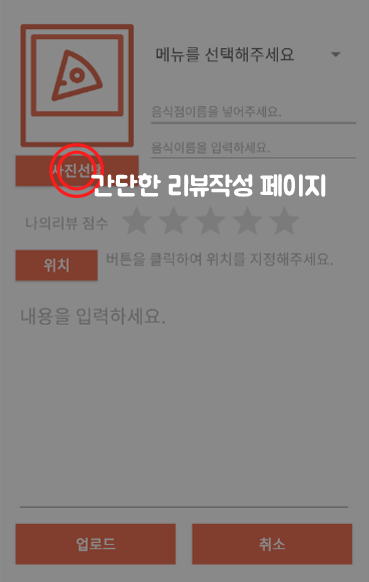 메뉴를 선택해주세요
음식점이름을 넣어주세요.
음식이름을 입력하세요.
사진선택
간단한 리뷰작성 페이지
나의리뷰 점수
위치 버튼을 클릭하여 위치를 지정해주세요.
내용을 입력하세요.
업로드 취소